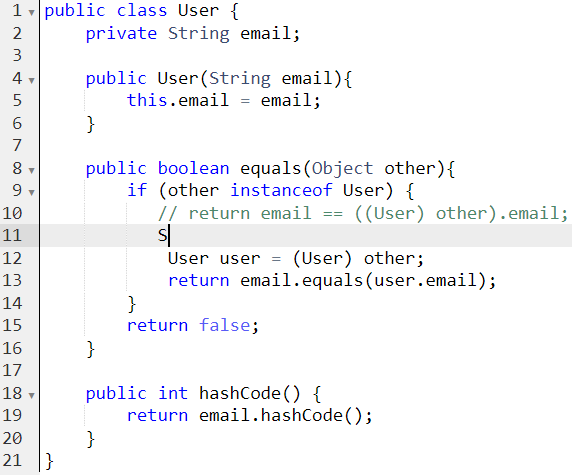 1 public class User {
2     private String email;
3
4     public User(String email){
5         this.email = email;
6     }
7
8     public boolean equals(Object other){
9         if (other instanceof User) {
10            // return email == ((User) other).email;
11            S
12             User user = (User) other;
13             return email.equals(user.email);
14         }
15         return false;
16     }
17
18     public int hashCode() {
19         return email.hashCode();
20     }
21 }